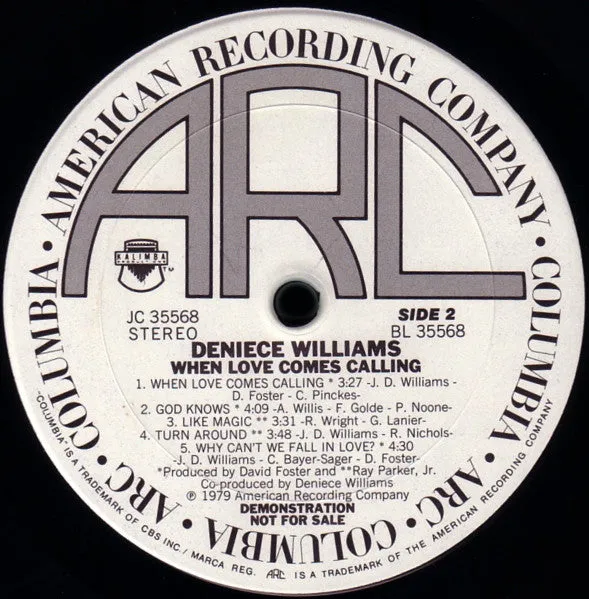 AMERICAN RECORDING COMPANY • COLUMBIA • ARC • COLUMBIA • ARC • COLUMBIA •
ARC
KALIMBA
PRODUCTIONS
TM
JC 35568
STEREO
SIDE 2
BL 35568
DENIECE WILLIAMS
WHEN LOVE COMES CALLING
1. WHEN LOVE COMES CALLING * 3:27 -J. D. Williams -
D. Foster - C. Pinckes-
2. GOD KNOWS * 4:09 -A. Willis - F. Golde - P. Noone-
3. LIKE MAGIC ** 3:31 -R. Wright - G. Lanier-
4. TURN AROUND ** 3:48 -J. D. Williams - R. Nichols-
5. WHY CAN'T WE FALL IN LOVE? * 4:30
-J. D. Williams - C. Bayer-Sager - D. Foster-
*Produced by David Foster and **Ray Parker, Jr.
Co-produced by Deniece Williams
℗ 1979 American Recording Company
DEMONSTRATION
NOT FOR SALE
"COLUMBIA" IS A TRADEMARK OF CBS INC./ MARCA REG. ARC IS A TRADEMARK OF THE AMERICAN RECORDING COMPANY